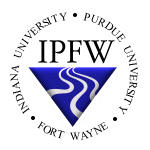 INDIANA UNIVERSITY • PURDUE UNIVERSITY
IPFW
• FORT WAYNE •